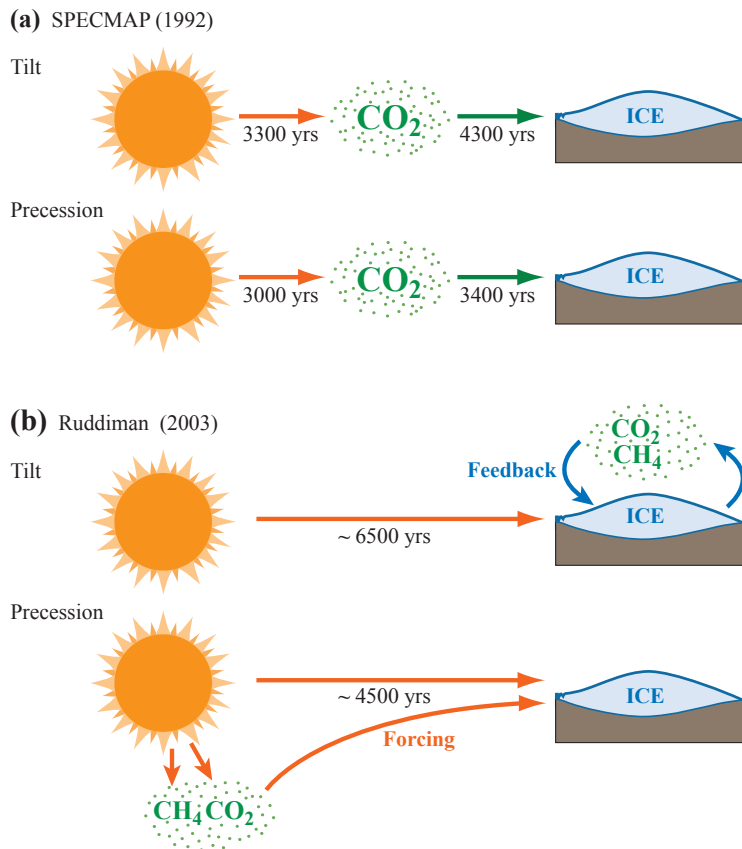 (a) SPECMAP (1992)
Tilt
CO2
ICE
3300 yrs
4300 yrs
Precession
CO2
ICE
3000 yrs
3400 yrs
(b) Ruddiman (2003)
Tilt
CO2
CH4
Feedback
ICE
~ 6500 yrs
Precession
ICE
~ 4500 yrs
Forcing
CH4 CO2